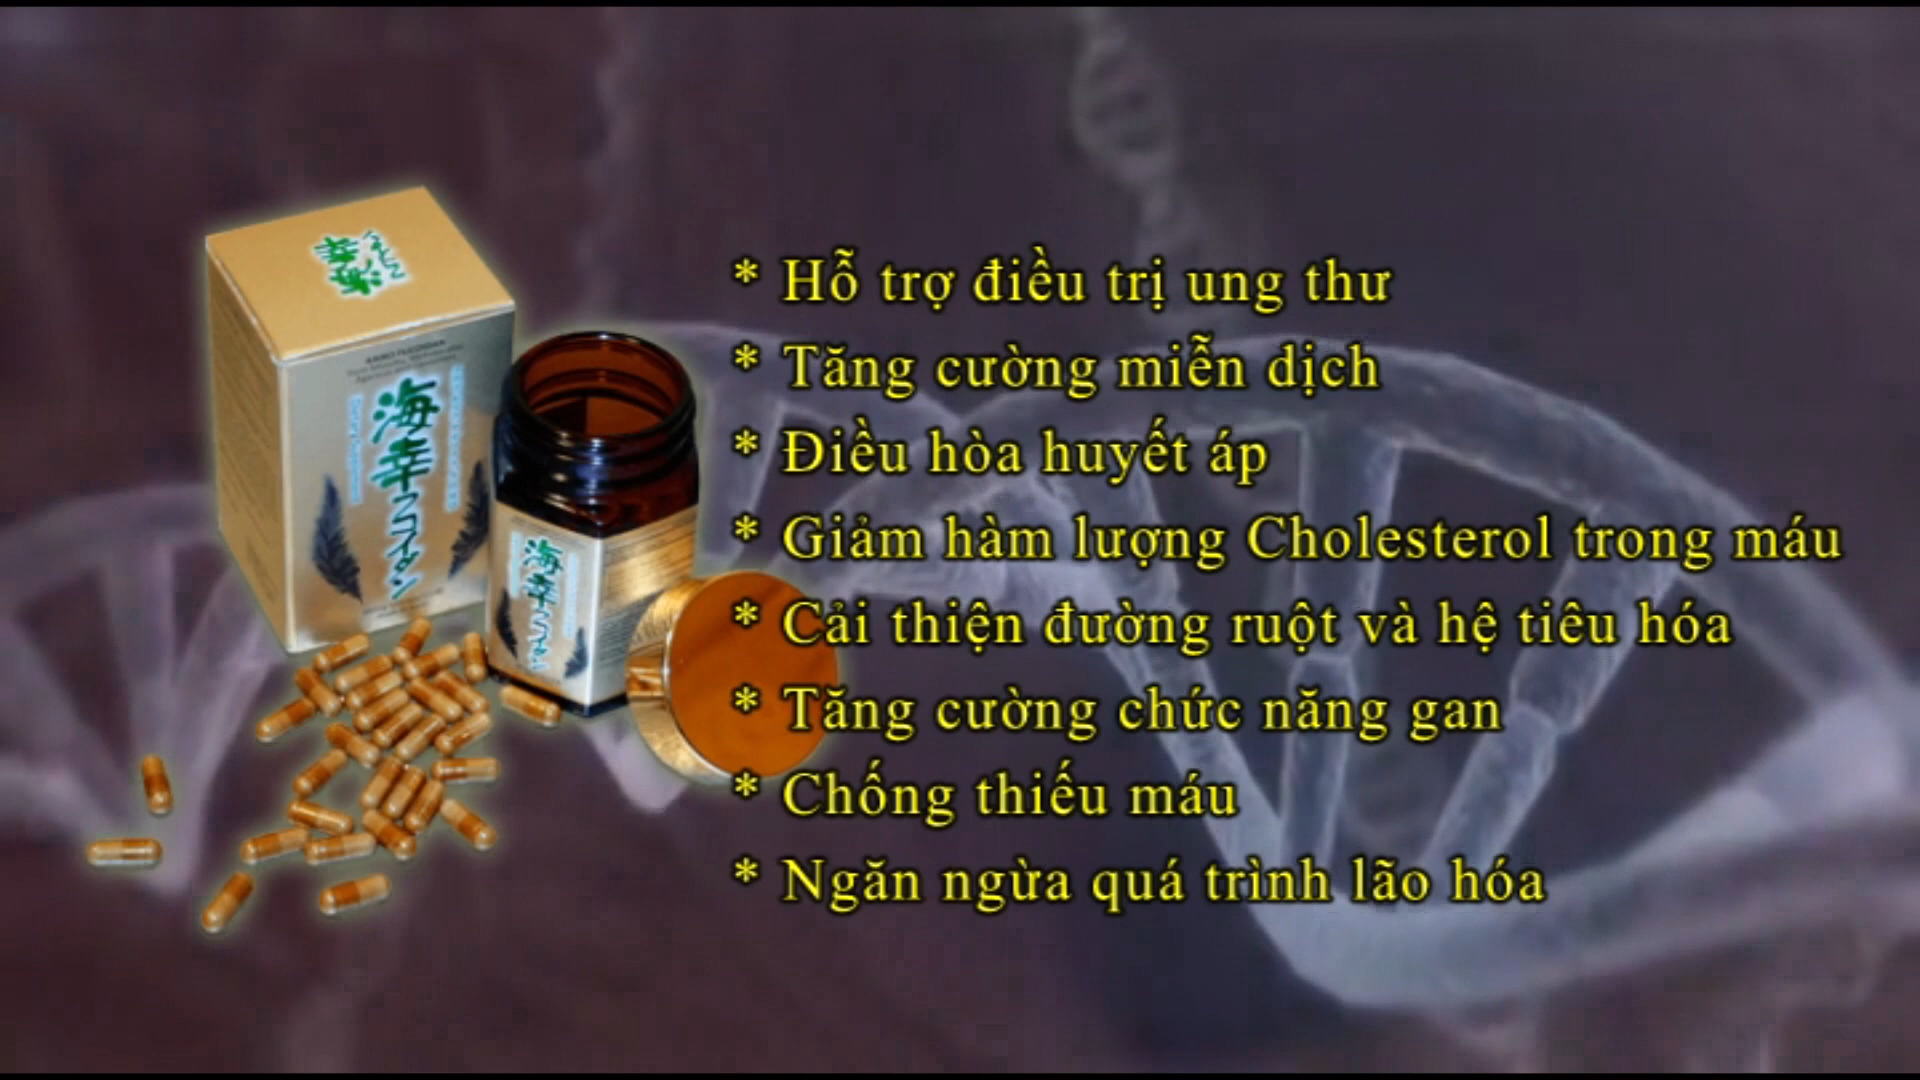 海幸フコイダン
海幸フコイダン
* Hỗ trợ điều trị ung thư
* Tăng cường miễn dịch
* Điều hòa huyết áp
* Giảm hàm lượng Cholesterol trong máu
* Cải thiện đường ruột và hệ tiêu hóa
* Tăng cường chức năng gan
* Chống thiếu máu
* Ngăn ngừa quá trình lão hóa